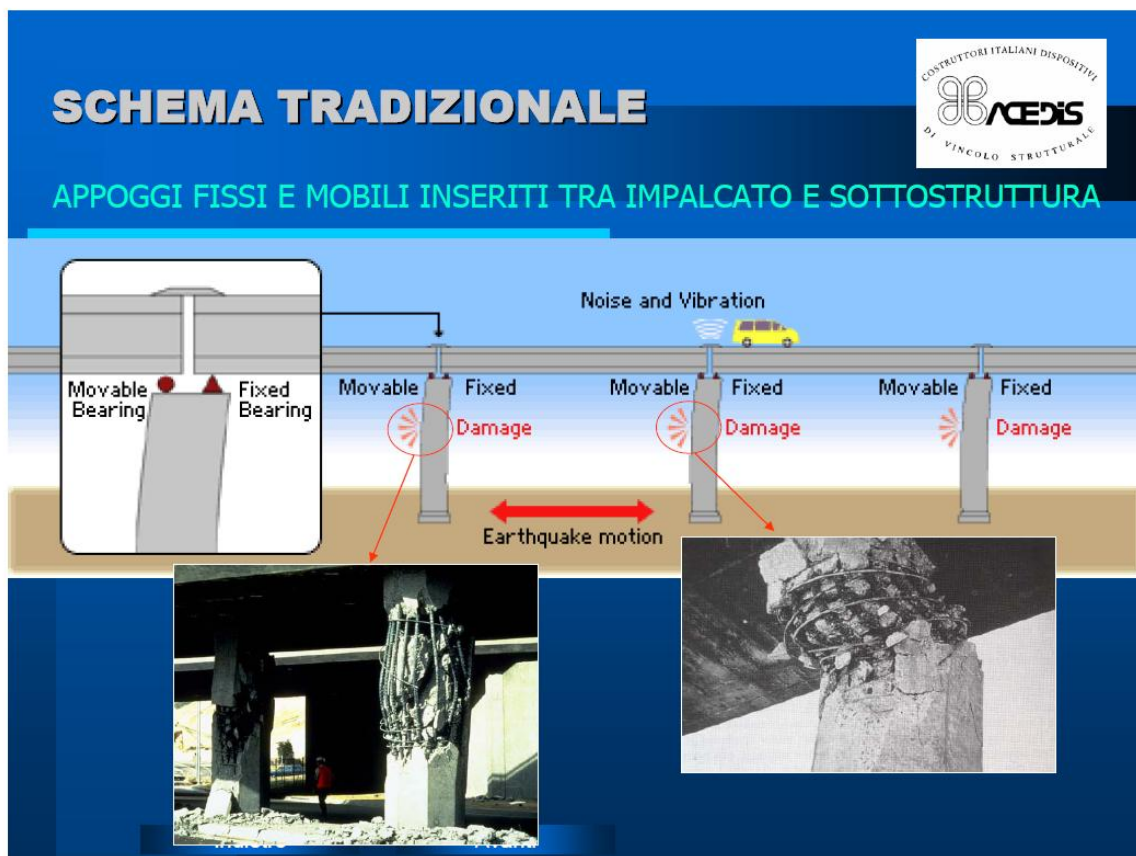 COSTRUTTORI ITALIANI DISPOSITIVI
ACEDIS
DI VINCOLO STRUTTURALE
SCHEMA TRADIZIONALE
APPOGGI FISSI E MOBILI INSERITI TRA IMPALCATO E SOTTOSTRUTTURA
Noise and Vibration
Movable Bearing
Fixed Bearing
Movable Fixed
Damage
Movable Fixed
Damage
Movable Fixed
Damage
Earthquake motion